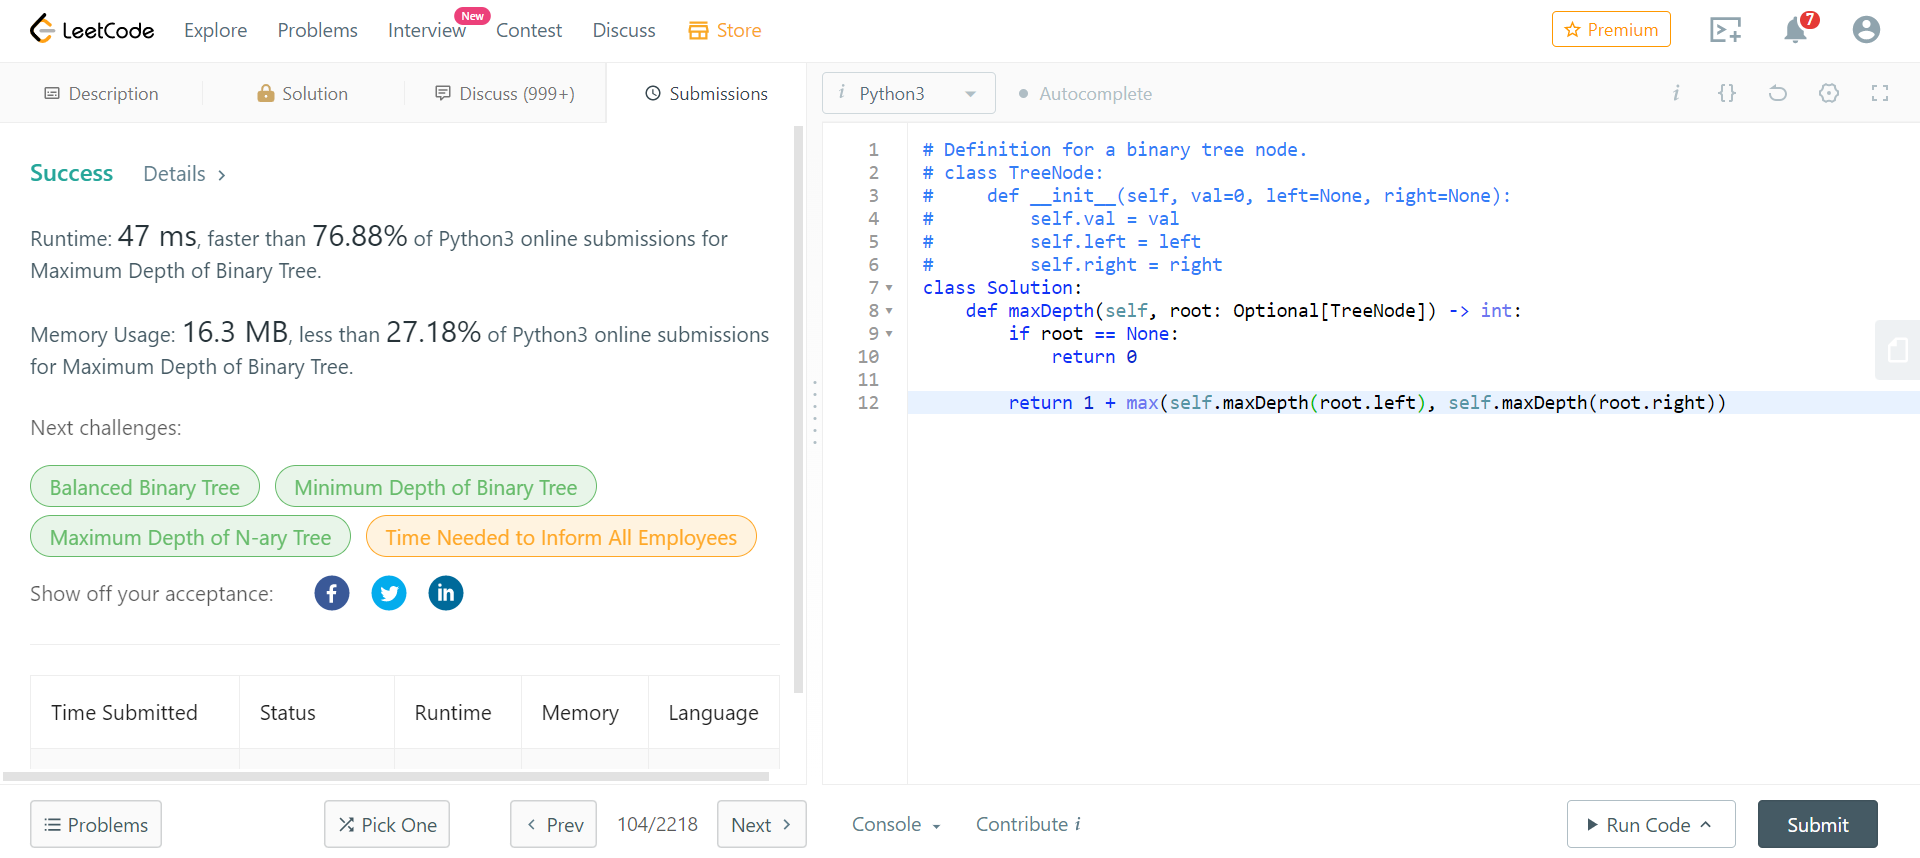 LeetCode Explore Problems Interview New Contest Discuss Store Premium 7
Description Solution Discuss (999+) Submissions
i Python3 Autocomplete i {}
Success Details >
Runtime: 47 ms, faster than 76.88% of Python3 online submissions for
Maximum Depth of Binary Tree.
Memory Usage: 16.3 MB, less than 27.18% of Python3 online submissions
for Maximum Depth of Binary Tree.
Next challenges:
Balanced Binary Tree Minimum Depth of Binary Tree
Maximum Depth of N-ary Tree Time Needed to Inform All Employees
Show off your acceptance: f in
Time Submitted Status Runtime Memory Language
1 # Definition for a binary tree node.
2 # class TreeNode:
3 #     def __init__(self, val=0, left=None, right=None):
4 #         self.val = val
5 #         self.left = left
6 #         self.right = right
7 class Solution:
8     def maxDepth(self, root: Optional[TreeNode]) -> int:
9         if root == None:
10             return 0
11
12         return 1 + max(self.maxDepth(root.left), self.maxDepth(root.right))
Problems Pick One < Prev 104/2218 Next > Console Contribute i Run Code Submit